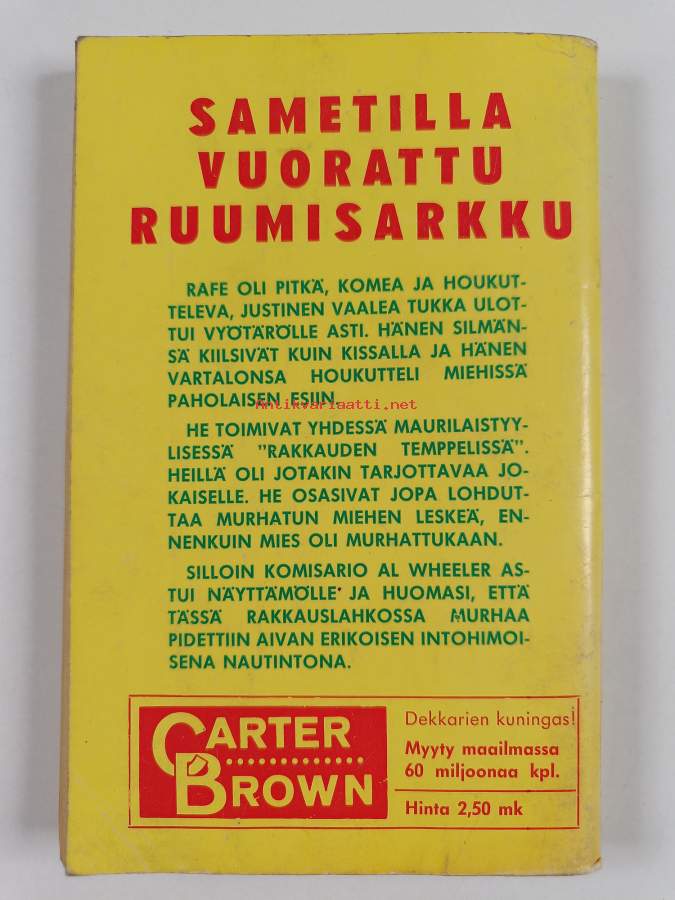 SAMETILLA
VUORATTU
RUUMISARKKU
RAFE OLI PITKÄ, KOMEA JA HOUKUT-
TELEVA, JUSTINEN VAALEA TUKKA ULOT-
TUI VYÖTÄRÖLLE ASTI. HÄNEN SILMÄN-
SÄ KIILSIVÄT KUIN KISSALLA JA HÄNEN
VARTALONSA HOUKUTTELI MIEHISSÄ
PAHOLAISEN ESIIN.
Antikvariaatti.net
HE TOIMIVAT YHDESSÄ MAURILAISTYY-
LISESSÄ "RAKKAUDEN TEMPPELISSÄ".
HEILLÄ OLI JOTAKIN TARJOTTAVAA JO-
KAISELLE. HE OSASIVAT JOPA LOHDUT-
TAA MURHATUN MIEHEN LESKEÄ, EN-
NENKUIN MIES OLI MURHATTUKAAN.
SILLOIN KOMISARIO AL WHEELER AS-
TUI NÄYTTÄMÖLLE JA HUOMASI, ETTÄ
TÄSSÄ RAKKAUSLAHKOSSA MURHAA
PIDETTIIN AIVAN ERIKOISEN INTOHIMOI-
SENA NAUTINTONA.
CARTER
BROWN
Dekkarien kuningas!
Myyty maailmassa
60 miljoonaa kpl.
Hinta 2,50 mk